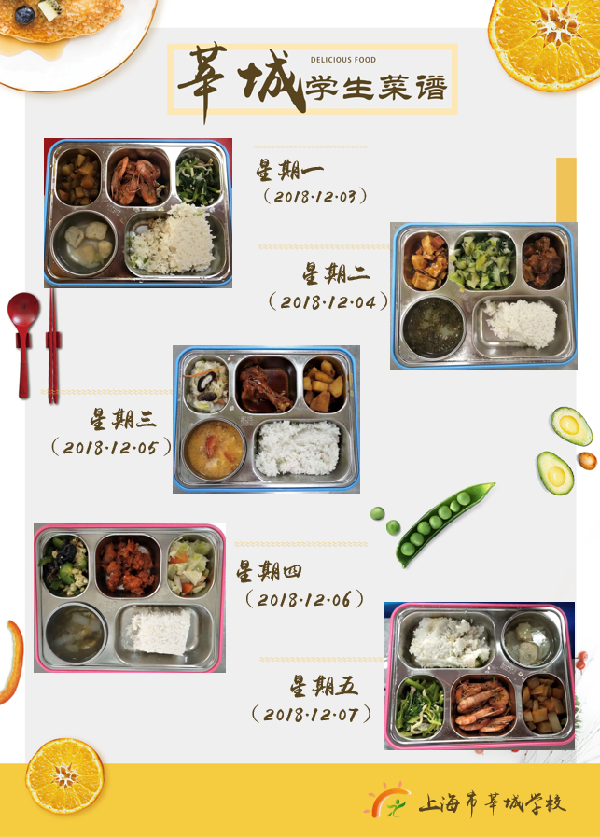 DELICIOUS FOOD
莘城学生菜谱
星期一
（2018·12·03）
星期二
（2018·12·04）
星期三
（2018·12·05）
星期四
（2018·12·06）
星期五
（2018·12·07）
上海市莘城学校